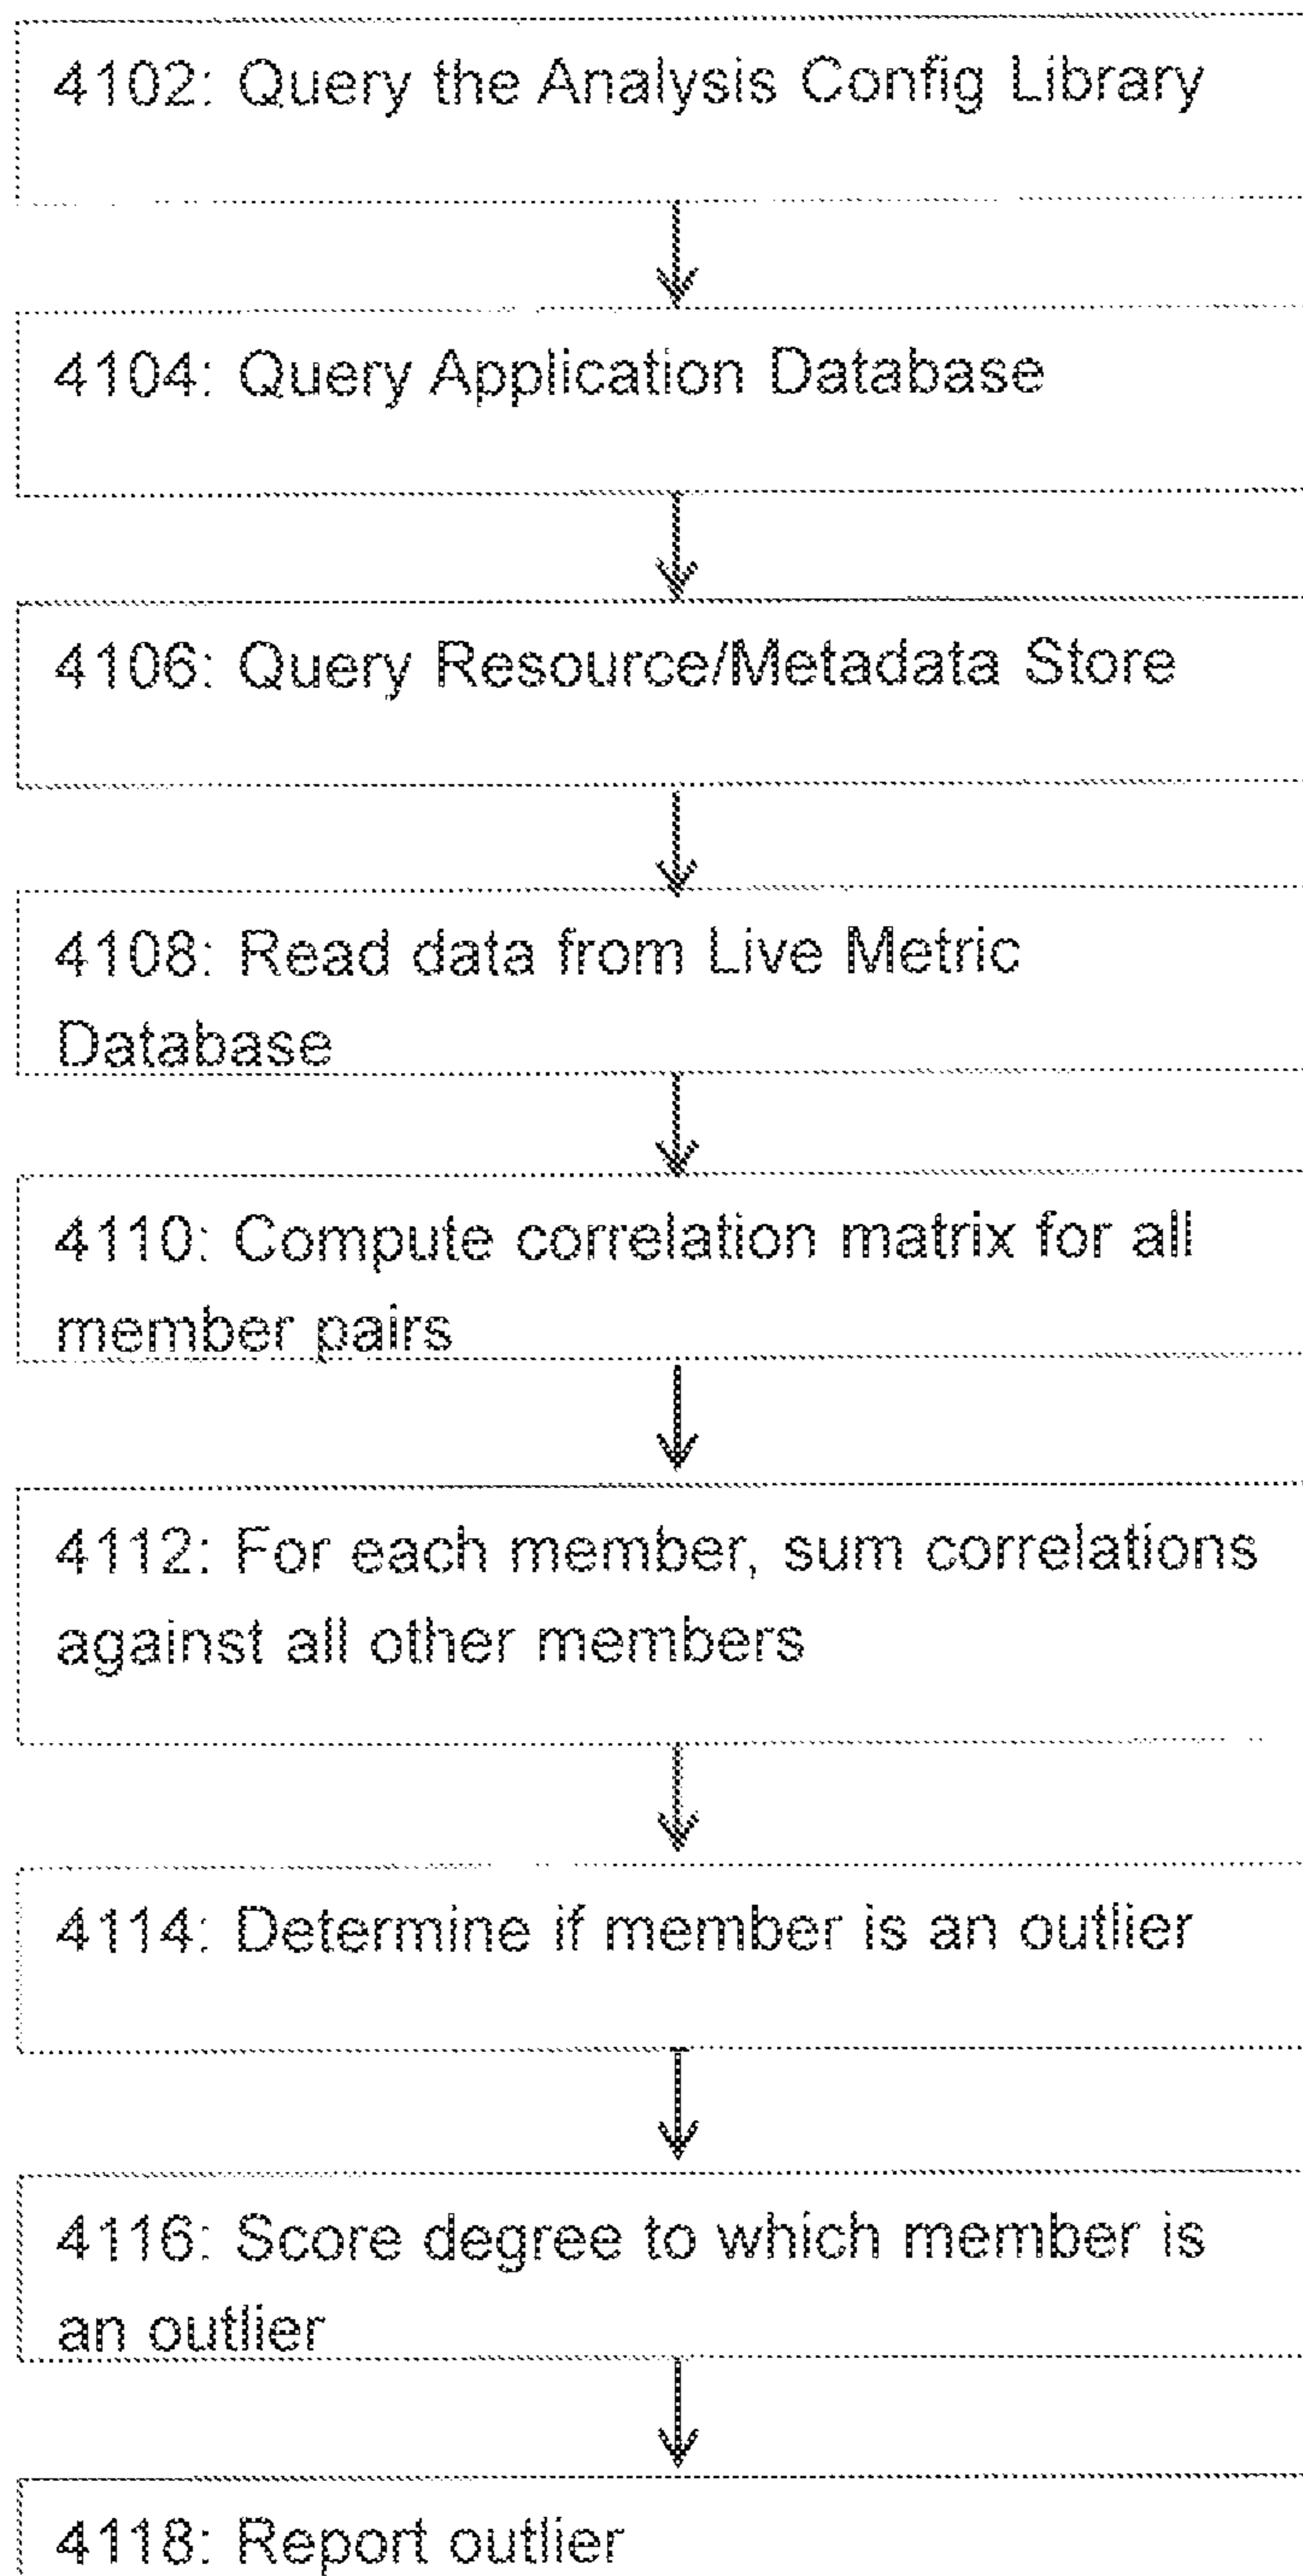 4102: Query the Analysis Config Library
4104: Query Application Database
4106: Query Resource/Metadata Store
4108: Read data from Live Metric
Database
4110: Compute correlation matrix for all
member pairs
4112: For each member, sum correlations
against all other members
4114: Determine if member is an outlier
4116: Score degree to which member is
an outlier
4118: Report outlier